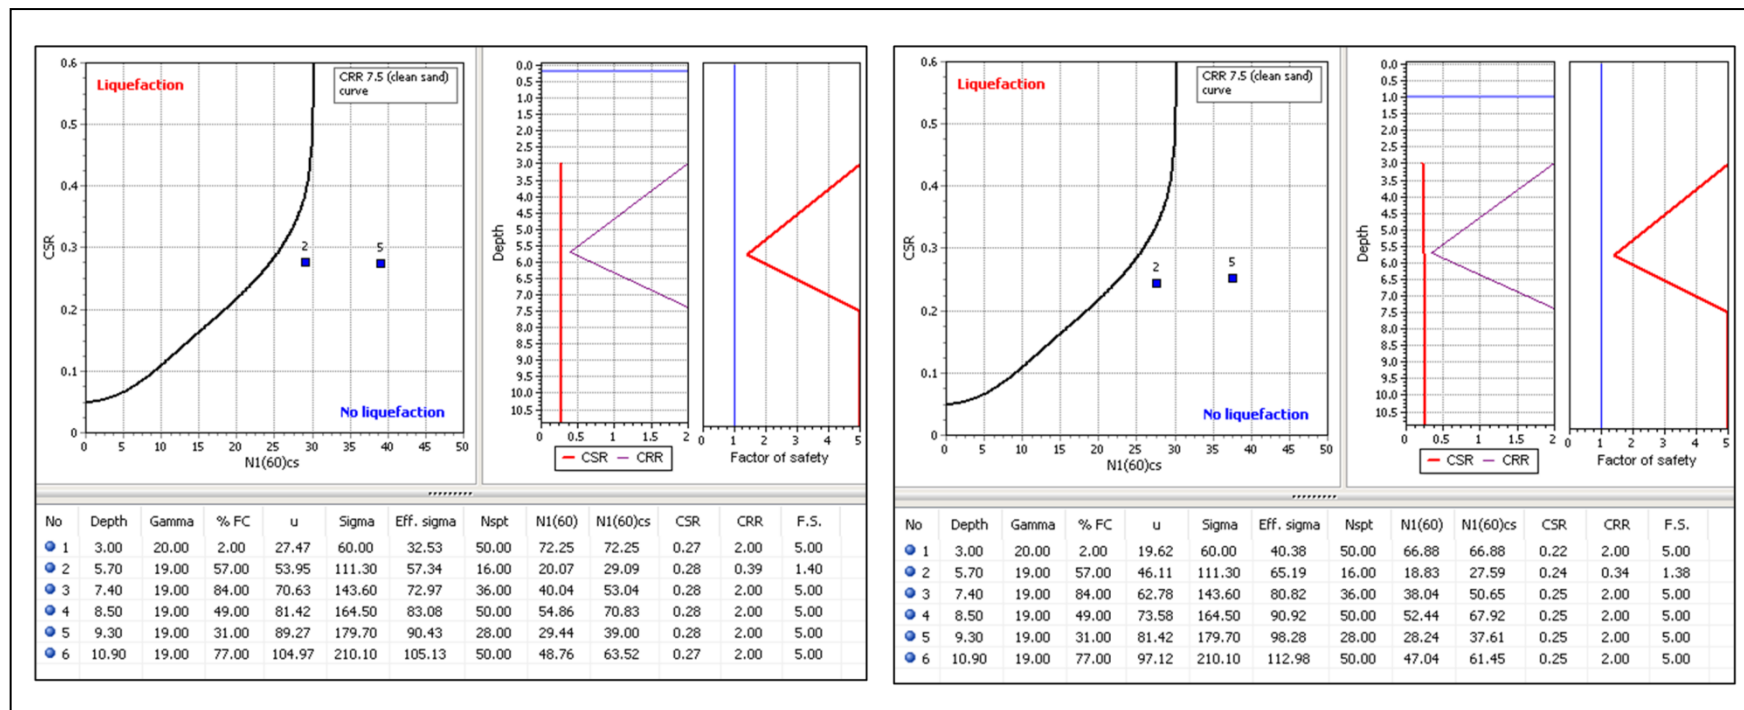 0.6
Liquefaction
CRR 7.5 (clean sand)
curve
0.5
0.4
0.3
0.2
0.1
0
CSR
2
5
No liquefaction
0 5 10 15 20 25 30 35 40 45 50
N1(60)cs
0.0
0.5
1.0
1.5
2.0
2.5
3.0
3.5
4.0
4.5
5.0
5.5
6.0
6.5
7.0
7.5
8.0
8.5
9.0
9.5
10.0
10.5
Depth
0 0.5 1 1.5 2
CSR CRR
0 1 2 3 4 5
Factor of safety
No Depth Gamma % FC u Sigma Eff. sigma Nspt N1(60) N1(60)cs CSR CRR F.S.
1 3.00 20.00 2.00 27.47 60.00 32.53 50.00 72.25 72.25 0.27 2.00 5.00
2 5.70 19.00 57.00 53.95 111.30 57.34 16.00 20.07 29.09 0.28 0.39 1.40
3 7.40 19.00 84.00 70.63 143.60 72.97 36.00 40.04 53.04 0.28 2.00 5.00
4 8.50 19.00 49.00 81.42 164.50 83.08 50.00 54.86 70.83 0.28 2.00 5.00
5 9.30 19.00 31.00 89.27 179.70 90.43 28.00 29.44 39.00 0.28 2.00 5.00
6 10.90 19.00 77.00 104.97 210.10 105.13 50.00 48.76 63.52 0.27 2.00 5.00
0.6
Liquefaction
CRR 7.5 (clean sand)
curve
0.5
0.4
0.3
0.2
0.1
0
CSR
2
5
No liquefaction
0 5 10 15 20 25 30 35 40 45 50
N1(60)cs
0.0
0.5
1.0
1.5
2.0
2.5
3.0
3.5
4.0
4.5
5.0
5.5
6.0
6.5
7.0
7.5
8.0
8.5
9.0
9.5
10.0
10.5
Depth
0 0.5 1 1.5 2
CSR CRR
0 1 2 3 4 5
Factor of safety
No Depth Gamma % FC u Sigma Eff. sigma Nspt N1(60) N1(60)cs CSR CRR F.S.
1 3.00 20.00 2.00 19.62 60.00 40.38 50.00 66.88 66.88 0.22 2.00 5.00
2 5.70 19.00 57.00 46.11 111.30 65.19 16.00 18.83 27.59 0.24 0.34 1.38
3 7.40 19.00 84.00 62.78 143.60 80.82 36.00 38.04 50.65 0.25 2.00 5.00
4 8.50 19.00 49.00 73.58 164.50 90.92 50.00 52.44 67.92 0.25 2.00 5.00
5 9.30 19.00 31.00 81.42 179.70 98.28 28.00 28.24 37.61 0.25 2.00 5.00
6 10.90 19.00 77.00 97.12 210.10 112.98 50.00 47.04 61.45 0.25 2.00 5.00